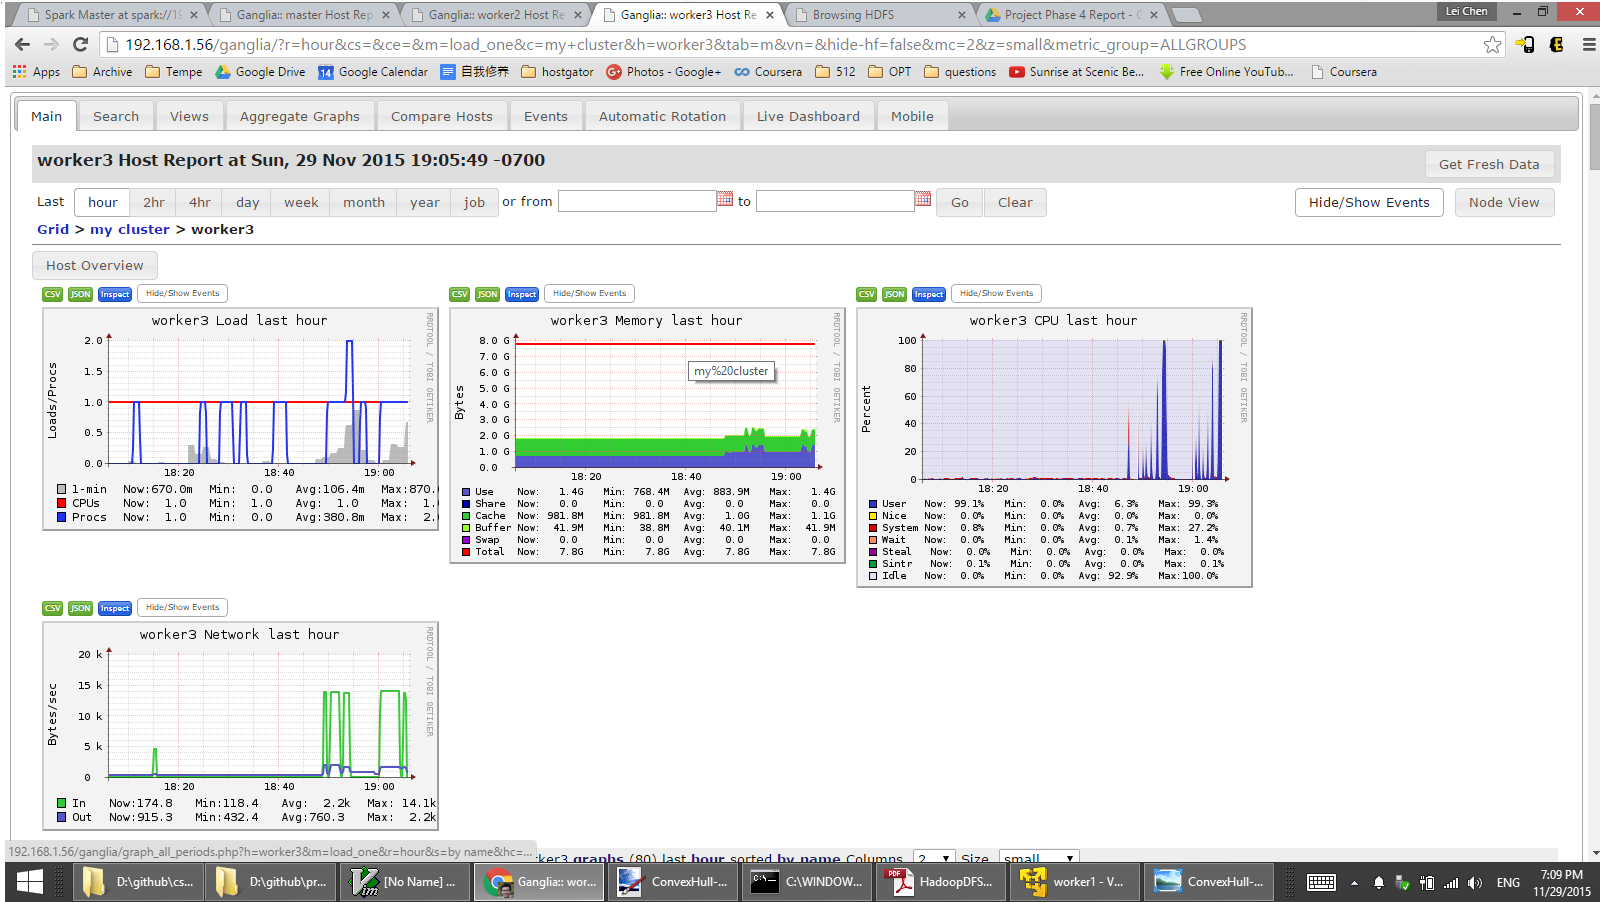 Spark Master at spark://19
Ganglia:: master Host Rep
Ganglia:: worker2 Host Re
Ganglia:: worker3 Host Re
Browsing HDFS
Project Phase 4 Report - G
Lei Chen
192.168.1.56/ganglia/?r=hour&cs=&ce=&m=load_one&c=my+cluster&h=worker3&tab=m&vn=&hide-hf=false&mc=2&z=small&metric_group=ALLGROUPS
Apps Archive Tempe Google Drive Google Calendar 自我修养 hostgator Photos - Google+ Coursera 512 OPT questions Sunrise at Scenic Be... Free Online YouTub... Coursera
Main Search Views Aggregate Graphs Compare Hosts Events Automatic Rotation Live Dashboard Mobile
worker3 Host Report at Sun, 29 Nov 2015 19:05:49 -0700
Get Fresh Data
Last hour 2hr 4hr day week month year job or from to Go Clear Hide/Show Events Node View
Grid > my cluster > worker3
Host Overview
CSV JSON Inspect Hide/Show Events
worker3 Load last hour
RRDTOOL / TOBI OETIKER
Loads/Procs
2.0
1.5
1.0
0.5
0.0
18:20 18:40 19:00
1-min Now:670.0m Min: 0.0 Avg:106.4m Max:870.
CPUs Now: 1.0 Min: 1.0 Avg: 1.0 Max: 1.
Procs Now: 1.0 Min: 0.0 Avg:380.8m Max: 2.
CSV JSON Inspect Hide/Show Events
worker3 Memory last hour
RRDTOOL / TOBI OETIKER
Bytes
8.0 G
7.0 G
6.0 G
5.0 G
4.0 G
3.0 G
2.0 G
1.0 G
0.0
my%20cluster
18:20 18:40 19:00
Use Now: 1.4G Min: 768.4M Avg: 883.9M Max: 1.4G
Share Now: 0.0 Min: 0.0 Avg: 0.0 Max: 0.0
Cache Now: 981.8M Min: 981.8M Avg: 1.0G Max: 1.1G
Buffer Now: 41.9M Min: 38.8M Avg: 40.1M Max: 41.9M
Swap Now: 0.0 Min: 0.0 Avg: 0.0 Max: 0.0
Total Now: 7.8G Min: 7.8G Avg: 7.8G Max: 7.8G
CSV JSON Inspect Hide/Show Events
worker3 CPU last hour
RRDTOOL / TOBI OETIKER
Percent
100
80
60
40
20
0
18:20 18:40 19:00
User Now: 99.1% Min: 0.0% Avg: 6.3% Max: 99.3%
Nice Now: 0.0% Min: 0.0% Avg: 0.0% Max: 0.0%
System Now: 0.8% Min: 0.0% Avg: 0.7% Max: 27.2%
Wait Now: 0.0% Min: 0.0% Avg: 0.1% Max: 1.4%
Steal Now: 0.0% Min: 0.0% Avg: 0.0% Max: 0.0%
Sintr Now: 0.1% Min: 0.0% Avg: 0.0% Max: 0.1%
Idle Now: 0.0% Min: 0.0% Avg: 92.9% Max:100.0%
CSV JSON Inspect Hide/Show Events
worker3 Network last hour
RRDTOOL / TOBI OETIKER
Bytes/sec
20 k
15 k
10 k
5 k
0
18:20 18:40 19:00
In Now:174.8 Min:118.4 Avg: 2.2k Max: 14.1k
Out Now:915.3 Min:432.4 Avg:760.3 Max: 2.2k
192.168.1.56/ganglia/graph_all_periods.php?h=worker3&m=load_one&r=hour&s=by name&hc=...
rker3 graphs (80) last hour sorted by name Columns 2 Size small
D:\github\cs... D:\github\pr... [No Name] ... Ganglia:: wor... ConvexHull-... C:\WINDOW... HadoopDFS... worker1 - V... ConvexHull-... ENG
7:09 PM
11/29/2015